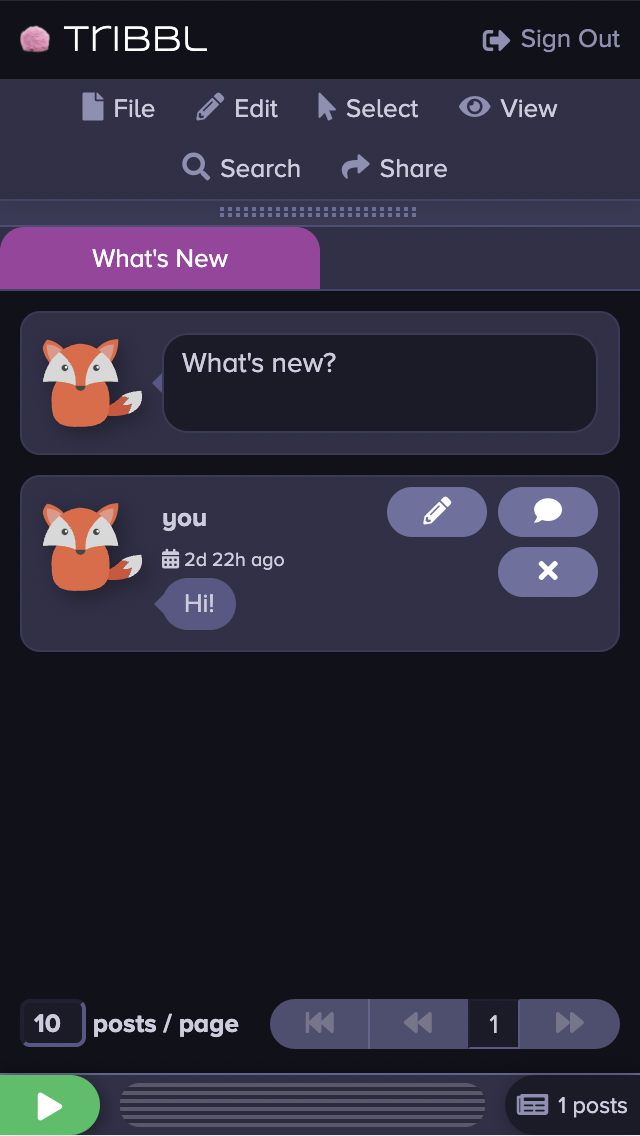 TRIBBL
Sign Out
File Edit Select View
Search Share
What's New
What's new?
you
2d 22h ago
Hi!
10 posts / page 1
1 posts